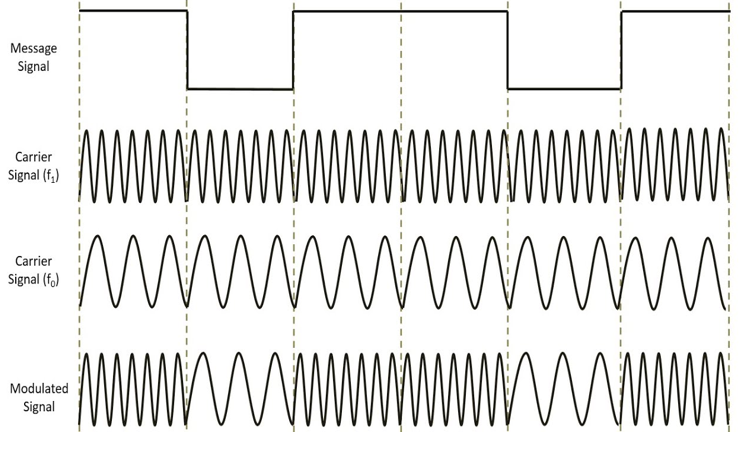 Message
Signal
Carrier
Signal (f₁)
Carrier
Signal (f₀)
Modulated
Signal